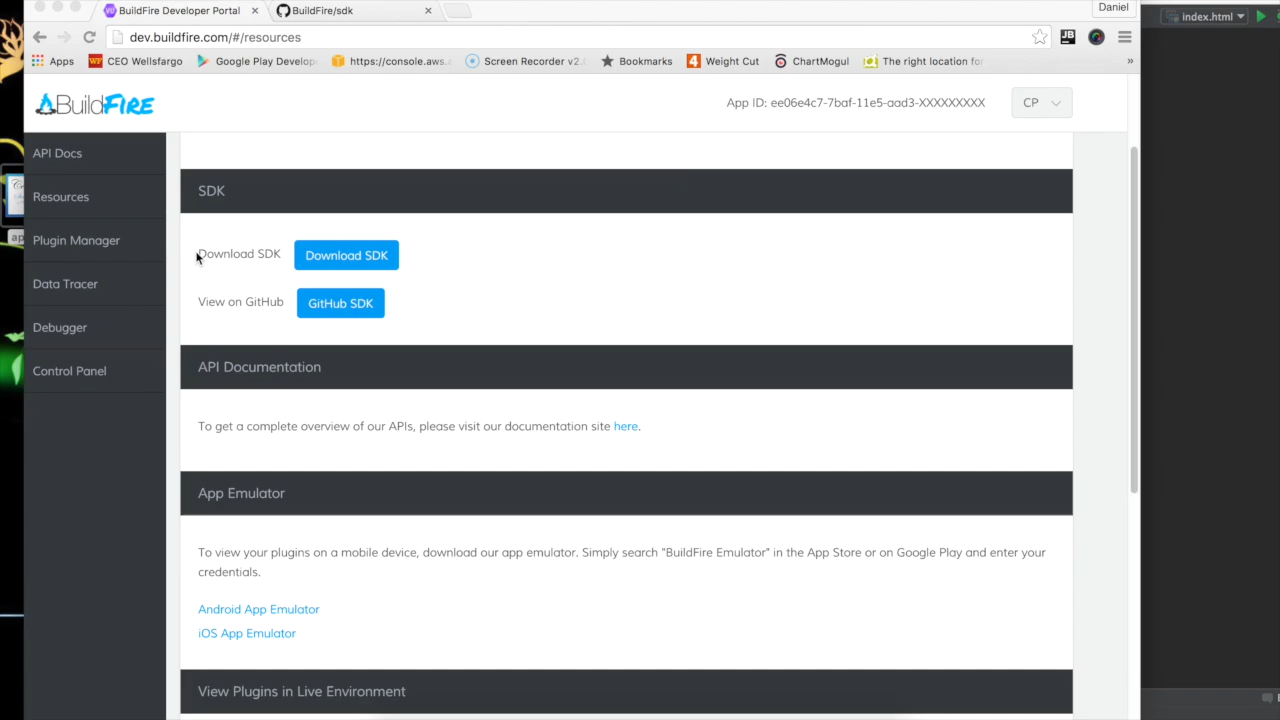 Daniel
BuildFire Developer Portal
BuildFire/sdk
index.html
dev.buildfire.com/#/resources
JB
Apps
CEO Wellsfargo
Google Play Develop
https://console.aws.
Screen Recorder v2.
Bookmarks
Weight Cut
ChartMogul
The right location for
»
BuildFIRE
App ID: ee06e4c7-7baf-11e5-aad3-XXXXXXXXX
CP
API Docs
Resources
Plugin Manager
Data Tracer
Debugger
Control Panel
SDK
Download SDK
Download SDK
View on GitHub
GitHub SDK
API Documentation
To get a complete overview of our APIs, please visit our documentation site here.
App Emulator
To view your plugins on a mobile device, download our app emulator. Simply search "BuildFire Emulator" in the App Store or on Google Play and enter your
credentials.
Android App Emulator
iOS App Emulator
View Plugins in Live Environment